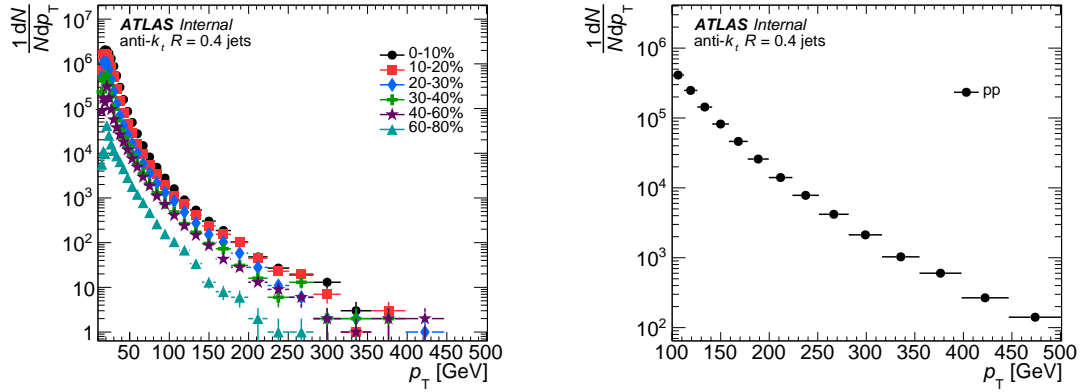 1 dN
N dp_T
10^7
10^6
10^5
10^4
10^3
10^2
10
1
ATLAS Internal
anti-k_t R = 0.4 jets
0-10%
10-20%
20-30%
30-40%
40-60%
60-80%
50 100 150 200 250 300 350 400 450 500
p_T [GeV]
1 dN
N dp_T
10^6
10^5
10^4
10^3
10^2
ATLAS Internal
anti-k_t R = 0.4 jets
pp
100 150 200 250 300 350 400 450 500
p_T [GeV]